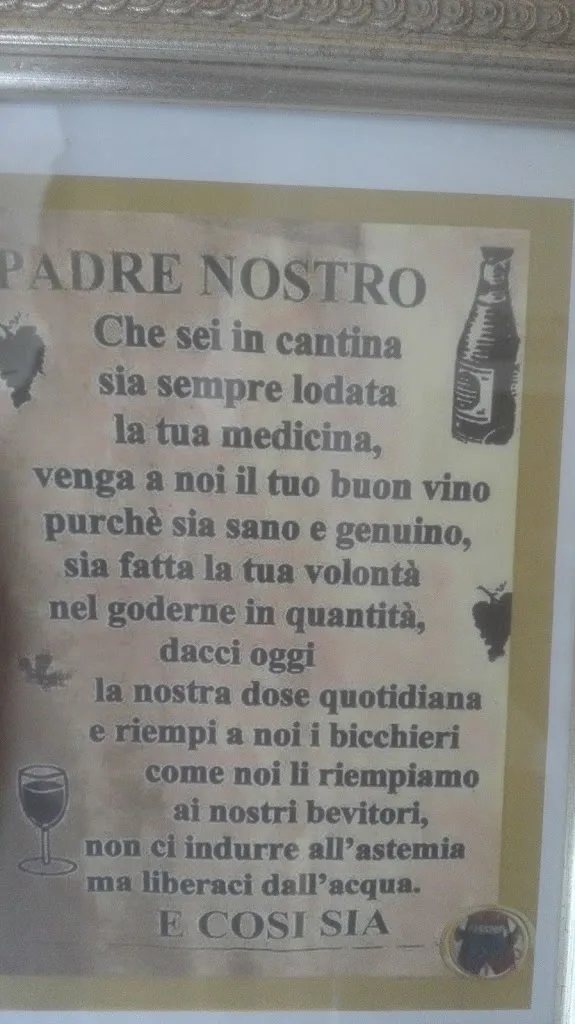 PADRE NOSTRO
Che sei in cantina
sia sempre lodata
la tua medicina,
venga a noi il tuo buon vino
purchè sia sano e genuino,
sia fatta la tua volontà
nel goderne in quantità,
dacci oggi
la nostra dose quotidiana
e riempi a noi i bicchieri
come noi li riempiamo
ai nostri bevitori,
non ci indurre all'astemia
ma liberaci dall'acqua.
E COSI SIA